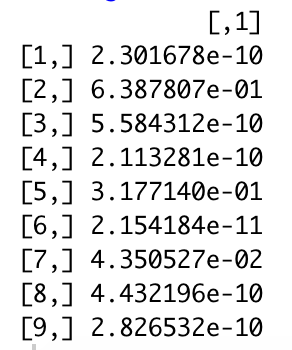 [,1]
[1,] 2.301678e-10
[2,] 6.387807e-01
[3,] 5.584312e-10
[4,] 2.113281e-10
[5,] 3.177140e-01
[6,] 2.154184e-11
[7,] 4.350527e-02
[8,] 4.432196e-10
[9,] 2.826532e-10